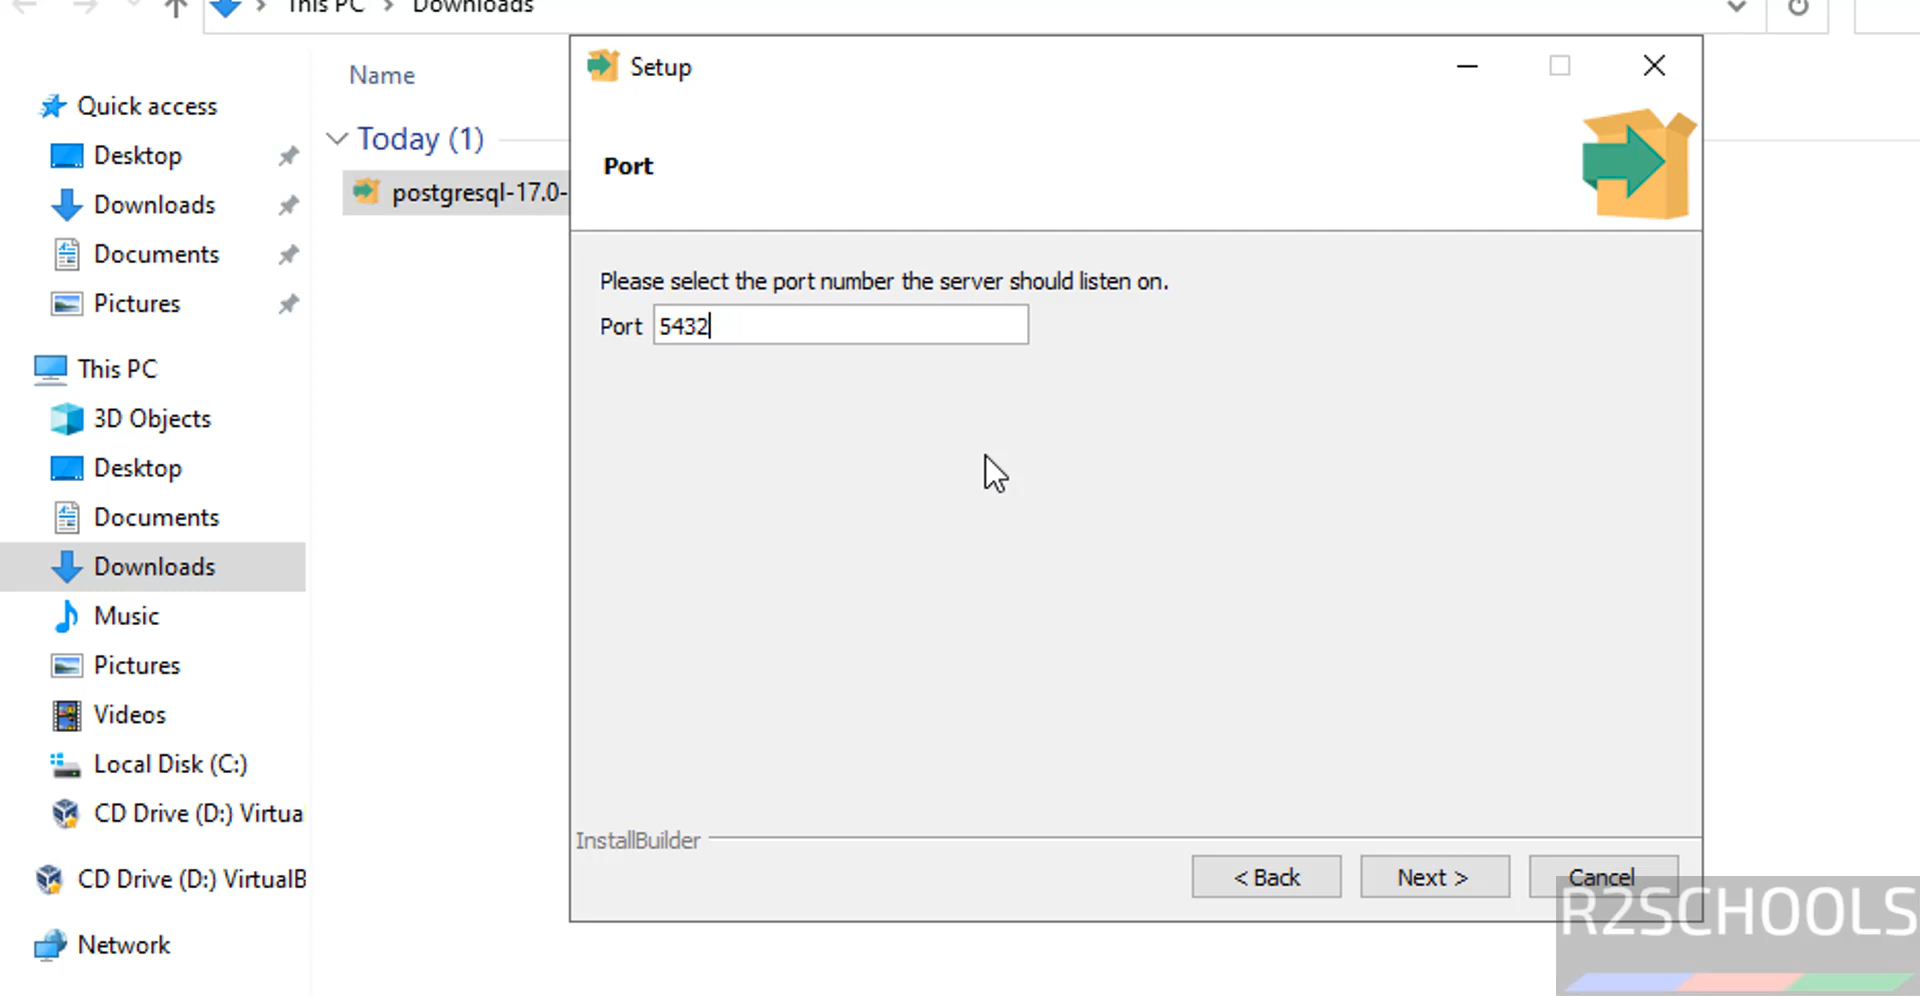 This PC > Downloads
Name
Quick access
Desktop
Downloads
Documents
Pictures
This PC
3D Objects
Desktop
Documents
Downloads
Music
Pictures
Videos
Local Disk (C:)
CD Drive (D:) Virtua
CD Drive (D:) VirtualB
Network
Today (1)
postgresql-17.0-
Setup
Port
Please select the port number the server should listen on.
Port 5432
InstallBuilder
< Back
Next >
Cancel
R2SCHOOLS